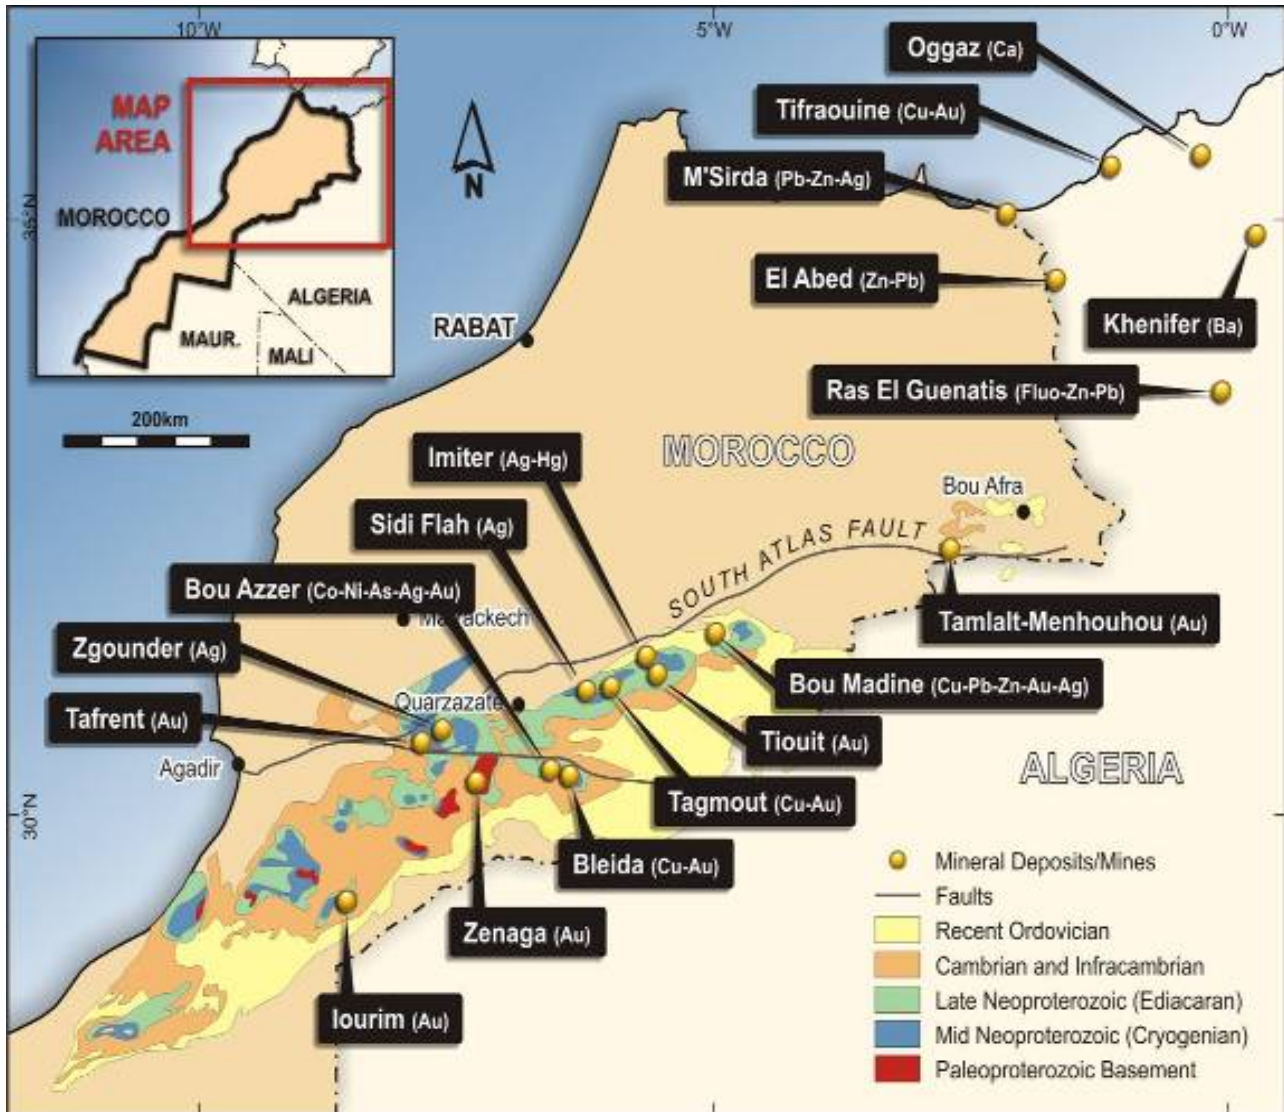 10°W
5°W
0°W
MAP
AREA
MOROCCO
ALGERIA
MAUR.
MALI
N
200km
35°N
30°N
Oggaz (Ca)
Tifraouine (Cu-Au)
M'Sirda (Pb-Zn-Ag)
El Abed (Zn-Pb)
Khenifer (Ba)
RABAT
Ras El Guenatis (Fluo-Zn-Pb)
MOROCCO
Imiter (Ag-Hg)
Bou Afra
Sidi Flah (Ag)
SOUTH ATLAS FAULT
Bou Azzer (Co-Ni-As-Ag-Au)
Marrackech
Tamlalt-Menhouhou (Au)
Zgounder (Ag)
Bou Madine (Cu-Pb-Zn-Au-Ag)
Quarzazate
Tafrent (Au)
Tiouit (Au)
Agadir
ALGERIA
Tagmout (Cu-Au)
Bleida (Cu-Au)
Zenaga (Au)
Iourim (Au)
Mineral Deposits/Mines
Faults
Recent Ordovician
Cambrian and Infracambrian
Late Neoproterozoic (Ediacaran)
Mid Neoproterozoic (Cryogenian)
Paleoproterozoic Basement